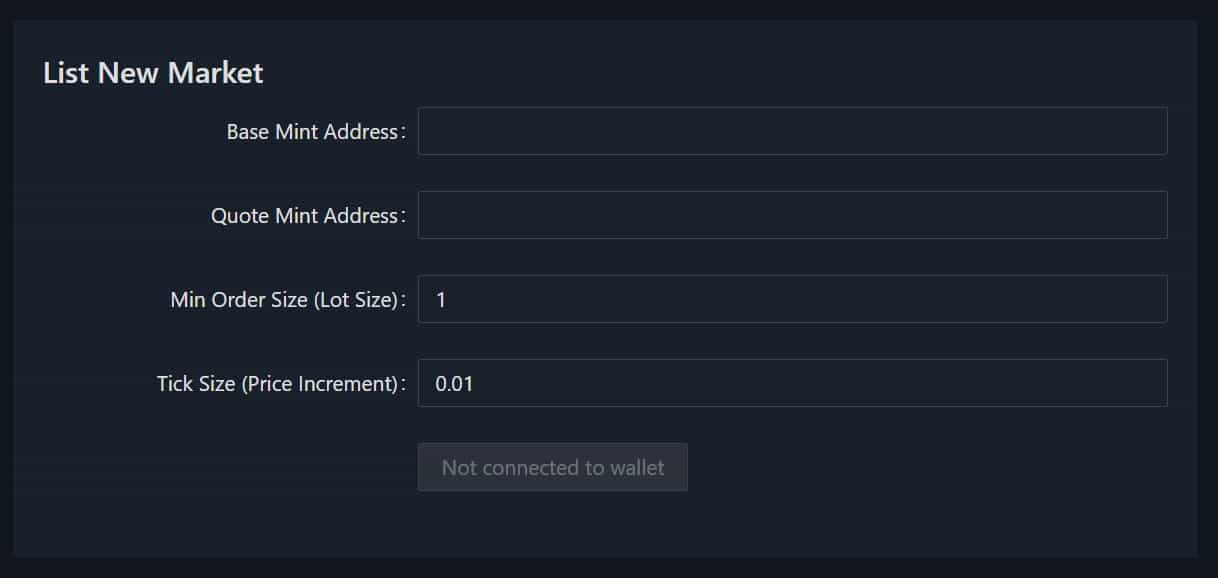 List New Market
Base Mint Address:
Quote Mint Address:
Min Order Size (Lot Size): 1
Tick Size (Price Increment): 0.01
Not connected to wallet